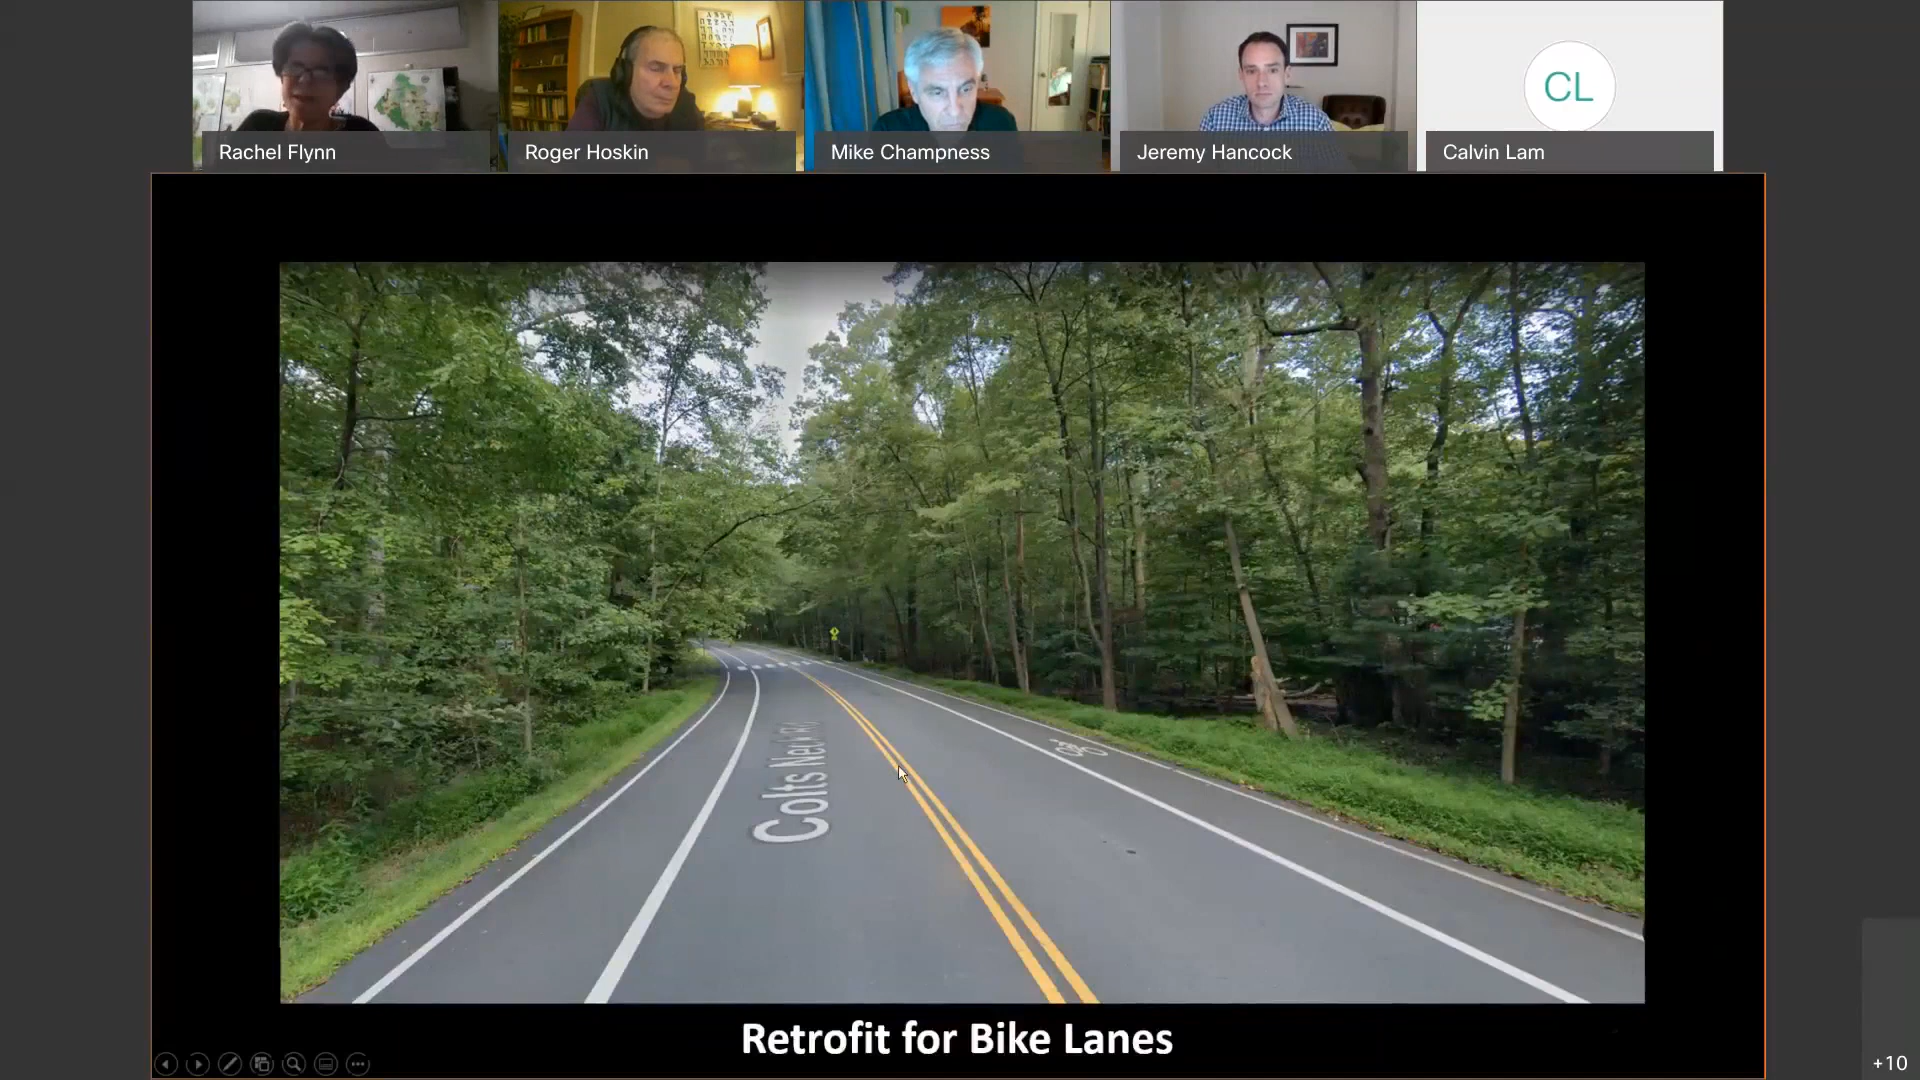 CL
Rachel Flynn
Roger Hoskin
Mike Champness
Jeremy Hancock
Calvin Lam
Colts Neck Rd
Retrofit for Bike Lanes
+10